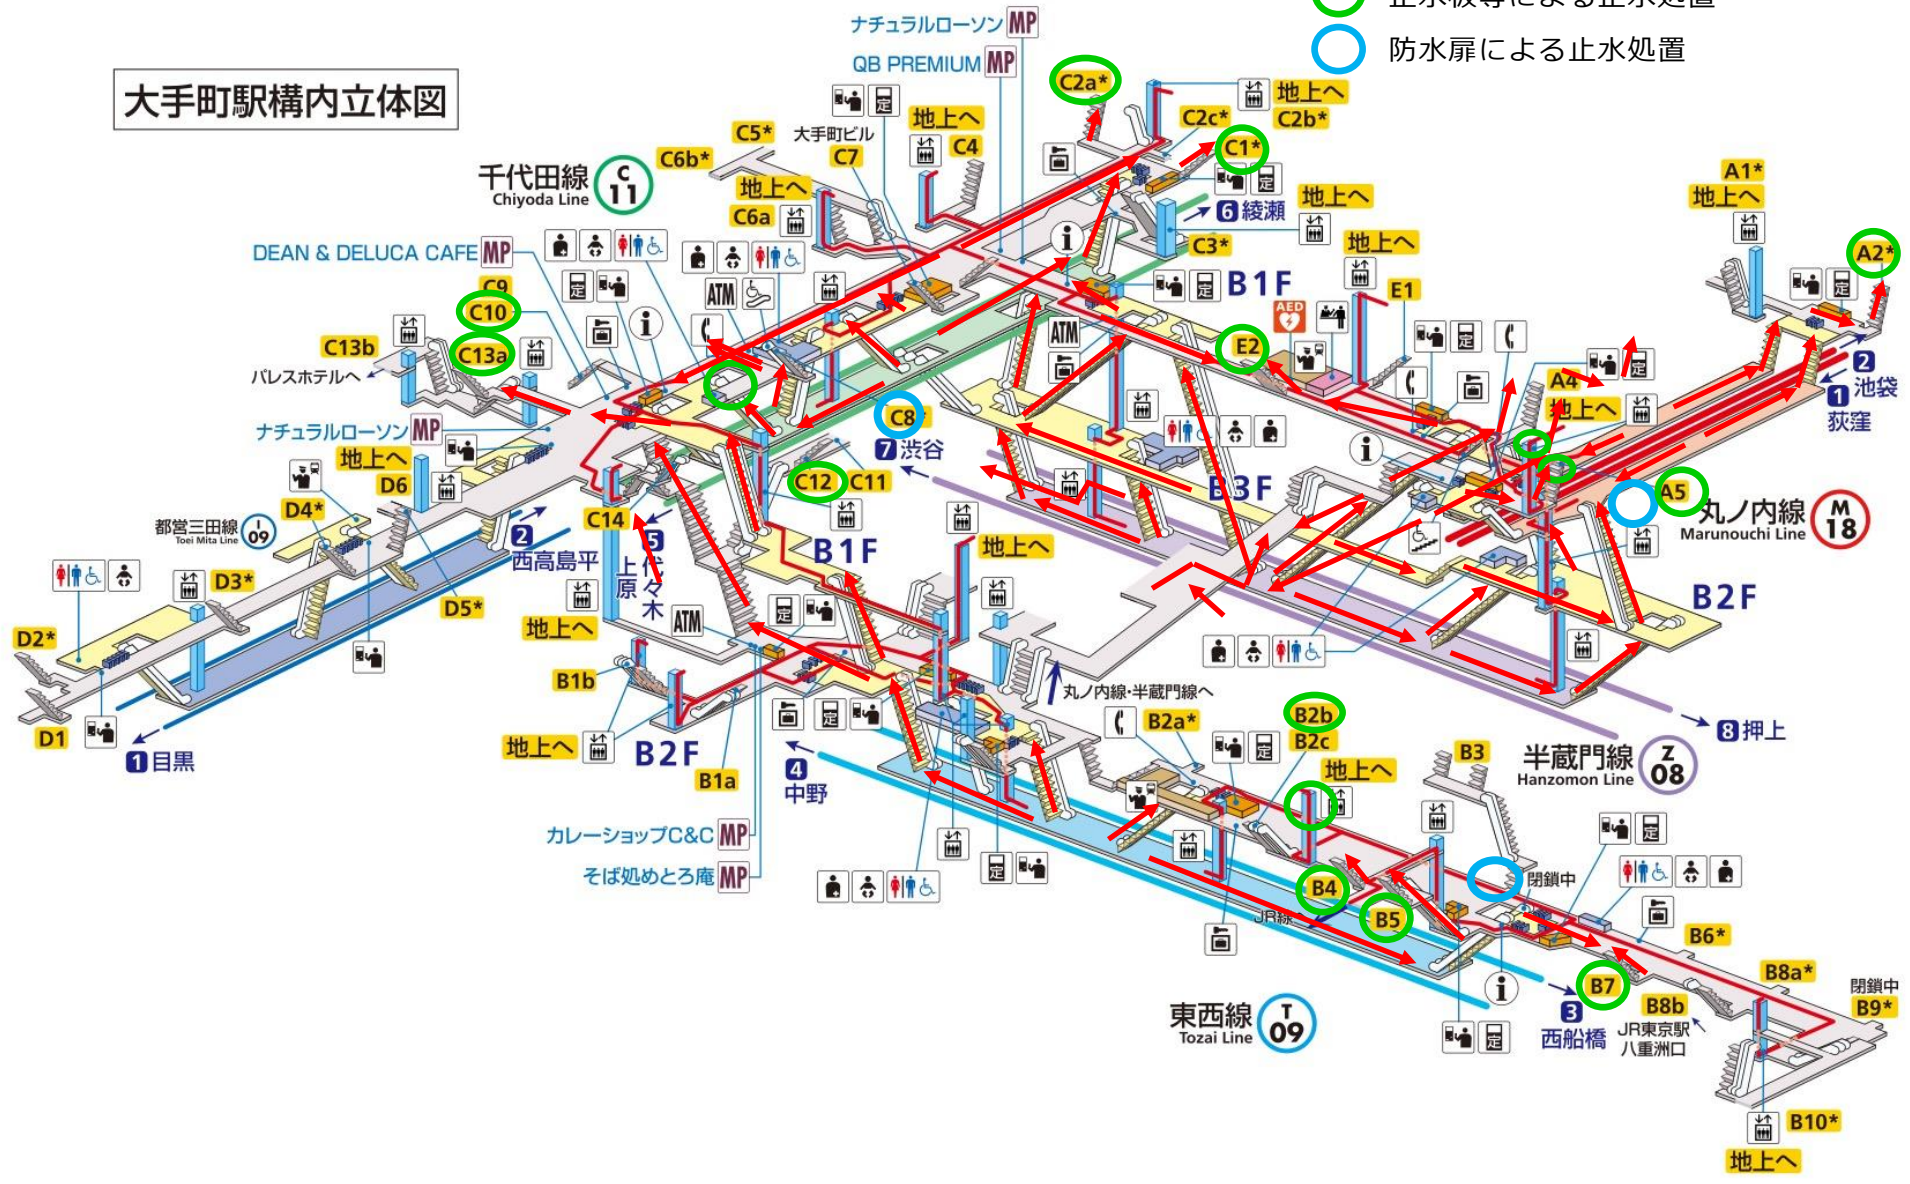 止水板等による止水処置
防水扉による止水処置
大手町駅構内立体図
ナチュラルローソン MP
QB PREMIUM MP
C2a*
地上へ
C2c*
C2b*
C1*
C5*
大手町ビル
C7
地上へ
C4
C6b*
千代田線
Chiyoda Line
C
11
地上へ
C6a
6 綾瀬
地上へ
C3*
地上へ
A1*
地上へ
A2*
DEAN & DELUCA CAFE MP
定
ATM
B1F
AED
E1
C9
C10
C13b
C13a
パレスホテルへ
ATM
E2
A4
地上へ
2
池袋
1
荻窪
ナチュラルローソン MP
地上へ
D6
C8*
7 渋谷
C12
C11
B3F
A5
丸ノ内線
Marunouchi Line
M
18
D4*
都営三田線
Toei Mita Line
I
09
2
西高島平
C14
5
代々木上原
B1F
地上へ
D3*
D5*
地上へ
ATM
B2F
D2*
D1
1 目黒
B1b
地上へ
B2F
B1a
丸ノ内線・半蔵門線へ
B2a*
B2b
B2c
地上へ
B3
半蔵門線
Hanzomon Line
Z
08
8 押上
4
中野
カレーショップC&C MP
そば処めとろ庵 MP
B4
JR線
B5
閉鎖中
B6*
B7
B8a*
閉鎖中
B9*
B8b
JR東京駅
八重洲口
3
西船橋
東西線
Tozai Line
T
09
B10*
地上へ